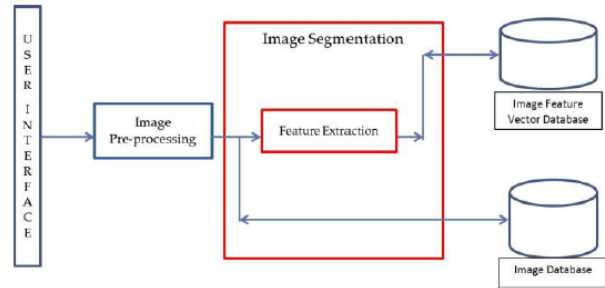 USER INTERFACE
Image Segmentation
Image
Pre-processing
Feature Extraction
Image Feature
Vector Database
Image Database